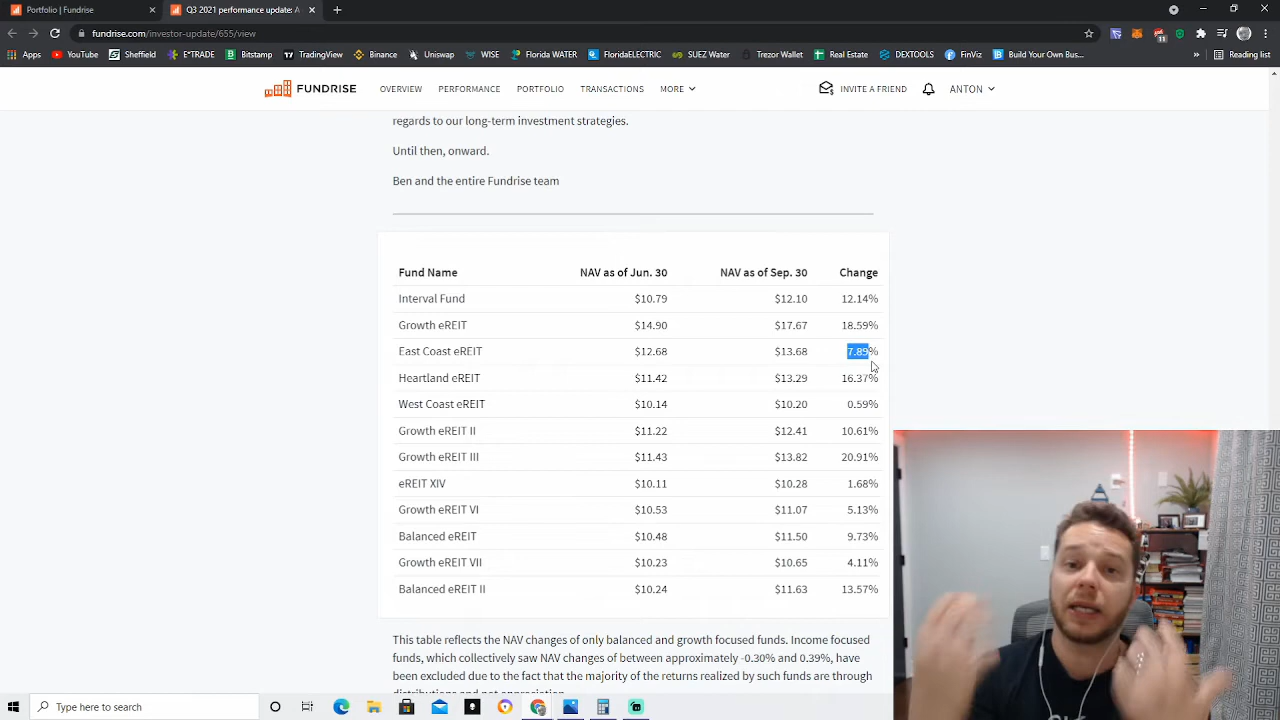 Portfolio | Fundrise
Q3 2021 performance update: A
fundrise.com/investor-update/655/view
Apps YouTube Sheffield E*TRADE Bitstamp TradingView Binance Uniswap WISE Florida WATER FloridaELECTRIC SUEZ Water Trezor Wallet Real Estate DEXTOOLS FinViz Build Your Own Bus... » Reading list
FUNDRISE OVERVIEW PERFORMANCE PORTFOLIO TRANSACTIONS MORE INVITE A FRIEND ANTON
regards to our long-term investment strategies.
Until then, onward.
Ben and the entire Fundrise team
Fund Name NAV as of Jun. 30 NAV as of Sep. 30 Change
Interval Fund $10.79 $12.10 12.14%
Growth eREIT $14.90 $17.67 18.59%
East Coast eREIT $12.68 $13.68 7.89%
Heartland eREIT $11.42 $13.29 16.37%
West Coast eREIT $10.14 $10.20 0.59%
Growth eREIT II $11.22 $12.41 10.61%
Growth eREIT III $11.43 $13.82 20.91%
eREIT XIV $10.11 $10.28 1.68%
Growth eREIT VI $10.53 $11.07 5.13%
Balanced eREIT $10.48 $11.50 9.73%
Growth eREIT VII $10.23 $10.65 4.11%
Balanced eREIT II $10.24 $11.63 13.57%
This table reflects the NAV changes of only balanced and growth focused funds. Income focused
funds, which collectively saw NAV changes of between approximately -0.30% and 0.39%, have
been excluded due to the fact that the majority of the returns realized by such funds are through
distributions and not appreciation.
Type here to search